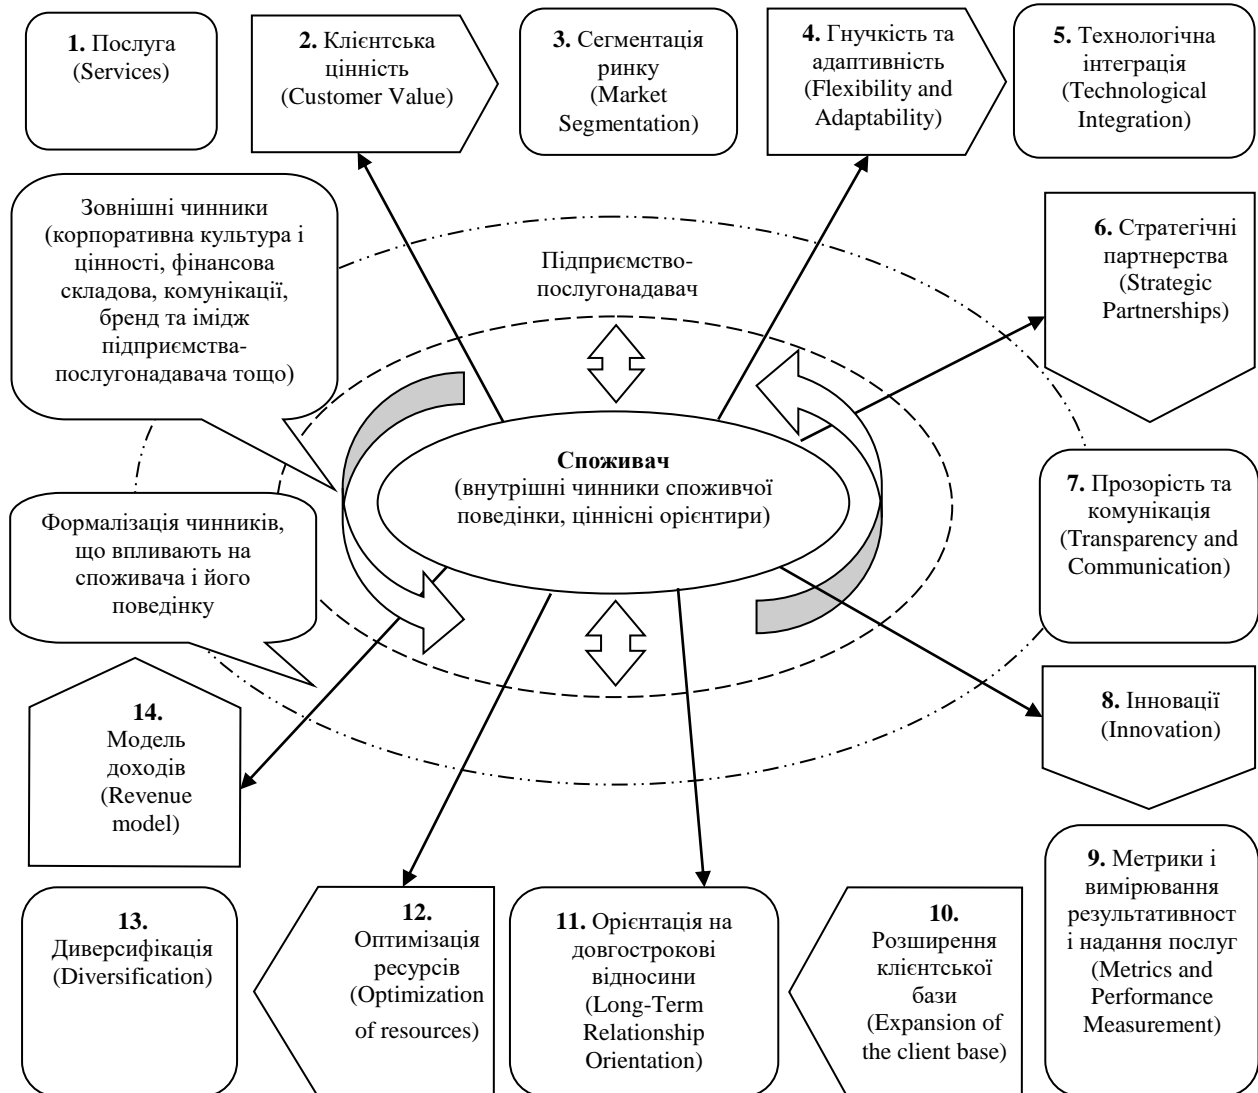 1. Послуга
(Services)
2. Клієнтська
цінність
(Customer Value)
3. Сегментація
ринку
(Market
Segmentation)
4. Гнучкість та
адаптивність
(Flexibility and
Adaptability)
5. Технологічна
інтеграція
(Technological
Integration)
Зовнішні чинники
(корпоративна культура і
цінності, фінансова
складова, комунікації,
бренд та імідж
підприємства-
послугонадавача тощо)
Підприємство-
послугонадавач
6. Стратегічні
партнерства
(Strategic
Partnerships)
Споживач
(внутрішні чинники споживчої
поведінки, ціннісні орієнтири)
7. Прозорість та
комунікація
(Transparency and
Communication)
Формалізація чинників,
що впливають на
споживача і його
поведінку
8. Інновації
(Innovation)
14.
Модель
доходів
(Revenue
model)
9. Метрики і
вимірювання
результативност
і надання послуг
(Metrics and
Performance
Measurement)
13.
Диверсифікація
(Diversification)
12.
Оптимізація
ресурсів
(Optimization
of resources)
11. Орієнтація на
довгострокові
відносини
(Long-Term
Relationship
Orientation)
10.
Розширення
клієнтської
бази
(Expansion of
the client base)